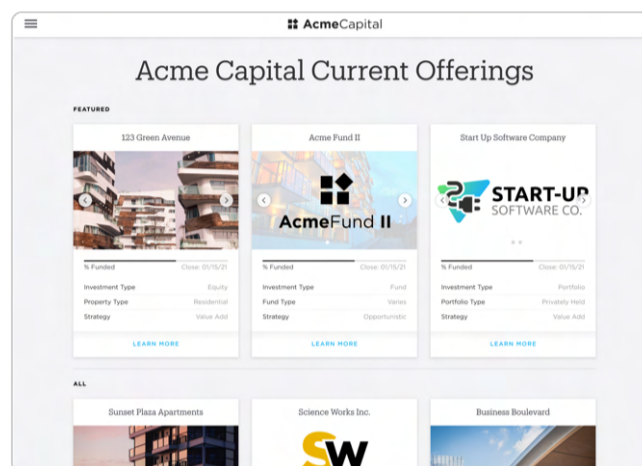 AcmeCapital
Acme Capital Current Offerings
FEATURED
123 Green Avenue
AcmeFund II
% Funded Close: 01/15/21
Investment Type Equity
Property Type Residential
Strategy Value Add
LEARN MORE
Acme Fund II
% Funded Close: 01/15/21
Investment Type Fund
Fund Type Varies
Strategy Opportunistic
LEARN MORE
Start Up Software Company
START-UP
SOFTWARE CO.
% Funded Close: 01/15/21
Investment Type Portfolio
Portfolio Type Privately Held
Strategy Value Add
LEARN MORE
ALL
Sunset Plaza Apartments
Science Works Inc.
SW
Business Boulevard